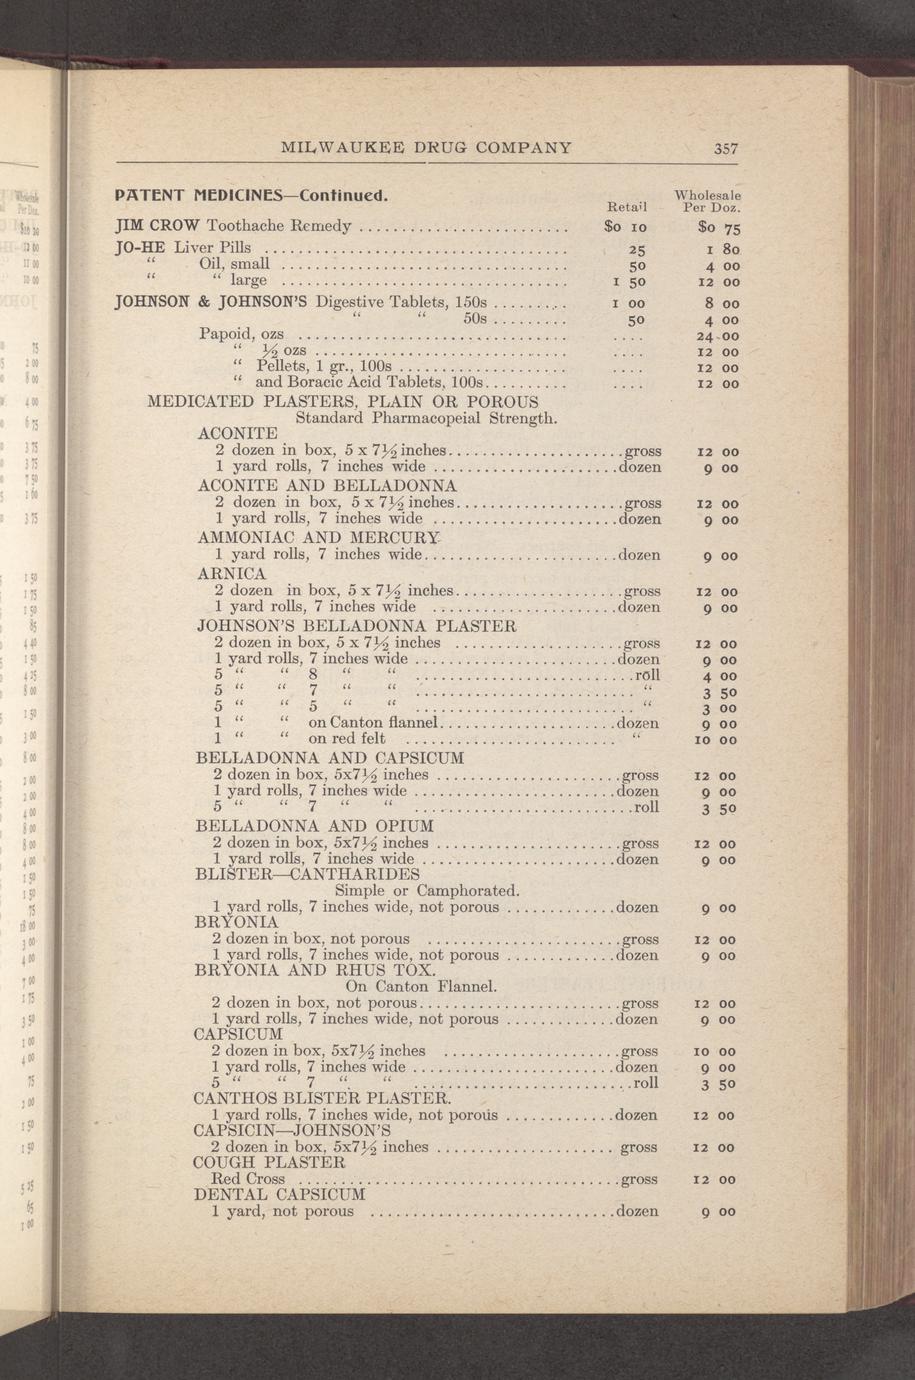 MILWAUKEE DRUG COMPANY 357
PATENT MEDICINES—Continued.
Retail Wholesale Per Doz.
JIM CROW Toothache Remedy ......................... $0 10 $0 75
JO-HE Liver Pills .................................... 25 1 80
“ Oil, small .................................. 50 4 00
“ “ large .................................. 1 50 12 00
JOHNSON & JOHNSON'S Digestive Tablets, 150s ......... 1 00 8 00
“ “ 50s ......... 50 4 00
Papoid, ozs ................................ .... 24 00
“ ½ ozs .............................. .... 12 00
“ Pellets, 1 gr., 100s .................... .... 12 00
“ and Boracic Acid Tablets, 100s.......... .... 12 00
MEDICATED PLASTERS, PLAIN OR POROUS
Standard Pharmacopeial Strength.
ACONITE
2 dozen in box, 5 x 7½ inches.....................gross 12 00
1 yard rolls, 7 inches wide ......................dozen 9 00
ACONITE AND BELLADONNA
2 dozen in box, 5 x 7½ inches....................gross 12 00
1 yard rolls, 7 inches wide ......................dozen 9 00
AMMONIAC AND MERCURY
1 yard rolls, 7 inches wide.......................dozen 9 00
ARNICA
2 dozen in box, 5 x 7½ inches....................gross 12 00
1 yard rolls, 7 inches wide ......................dozen 9 00
JOHNSON'S BELLADONNA PLASTER
2 dozen in box, 5 x 7½ inches ....................gross 12 00
1 yard rolls, 7 inches wide ........................dozen 9 00
5 “ “ 8 “ “ ..........................roll 4 00
5 “ “ 7 “ “ .......................... “ 3 50
5 “ “ 5 “ “ .......................... “ 3 00
1 “ “ on Canton flannel.....................dozen 9 00
1 “ “ on red felt ......................... “ 10 00
BELLADONNA AND CAPSICUM
2 dozen in box, 5x7½ inches ......................gross 12 00
1 yard rolls, 7 inches wide ........................dozen 9 00
5 “ “ 7 “ “ ..........................roll 3 50
BELLADONNA AND OPIUM
2 dozen in box, 5x7½ inches ......................gross 12 00
1 yard rolls, 7 inches wide .......................dozen 9 00
BLISTER—CANTHARIDES
Simple or Camphorated.
1 yard rolls, 7 inches wide, not porous .............dozen 9 00
BRYONIA
2 dozen in box, not porous .......................gross 12 00
1 yard rolls, 7 inches wide, not porous .............dozen 9 00
BRYONIA AND RHUS TOX.
On Canton Flannel.
2 dozen in box, not porous........................gross 12 00
1 yard rolls, 7 inches wide, not porous .............dozen 9 00
CAPSICUM
2 dozen in box, 5x7½ inches .....................gross 10 00
1 yard rolls, 7 inches wide ........................dozen 9 00
5 “ “ 7 “ “ ..........................roll 3 50
CANTHOS BLISTER PLASTER.
1 yard rolls, 7 inches wide, not porous .............dozen 12 00
CAPSICIN—JOHNSON'S
2 dozen in box, 5x7½ inches ..................... gross 12 00
COUGH PLASTER
Red Cross ......................................gross 12 00
DENTAL CAPSICUM
1 yard, not porous .............................dozen 9 00